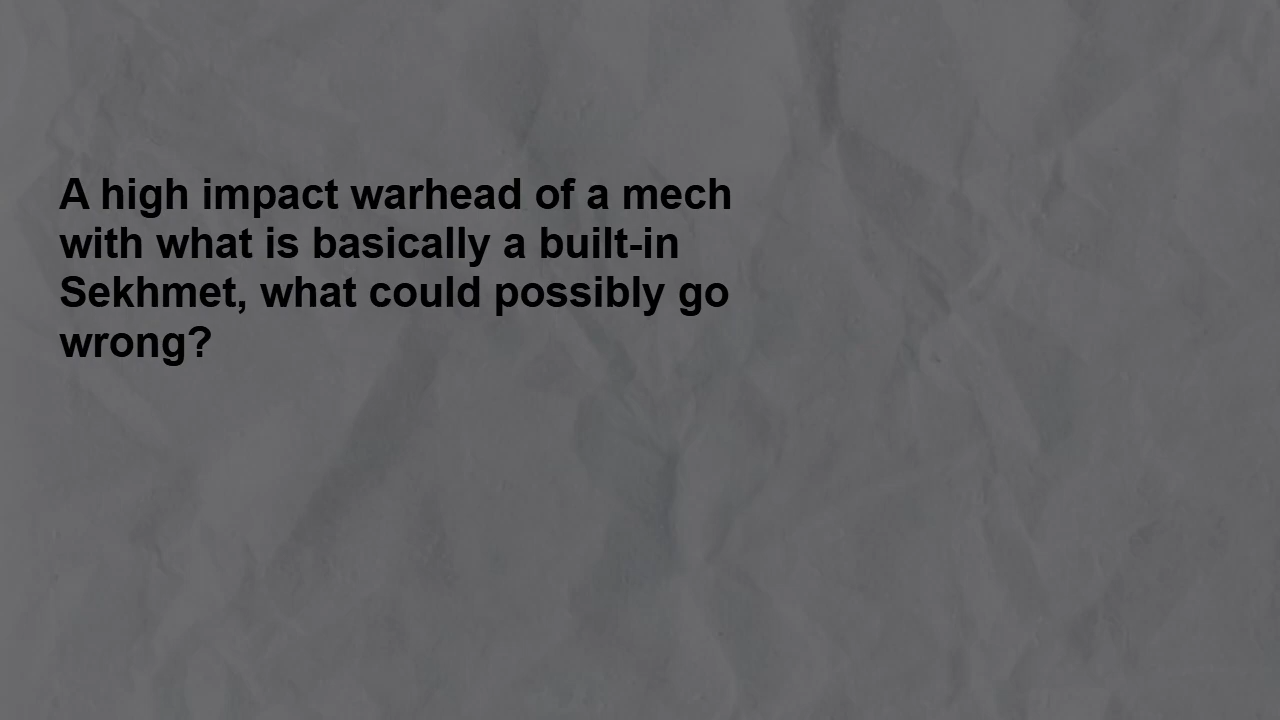 A high impact warhead of a mech
with what is basically a built-in
Sekhmet, what could possibly go
wrong?